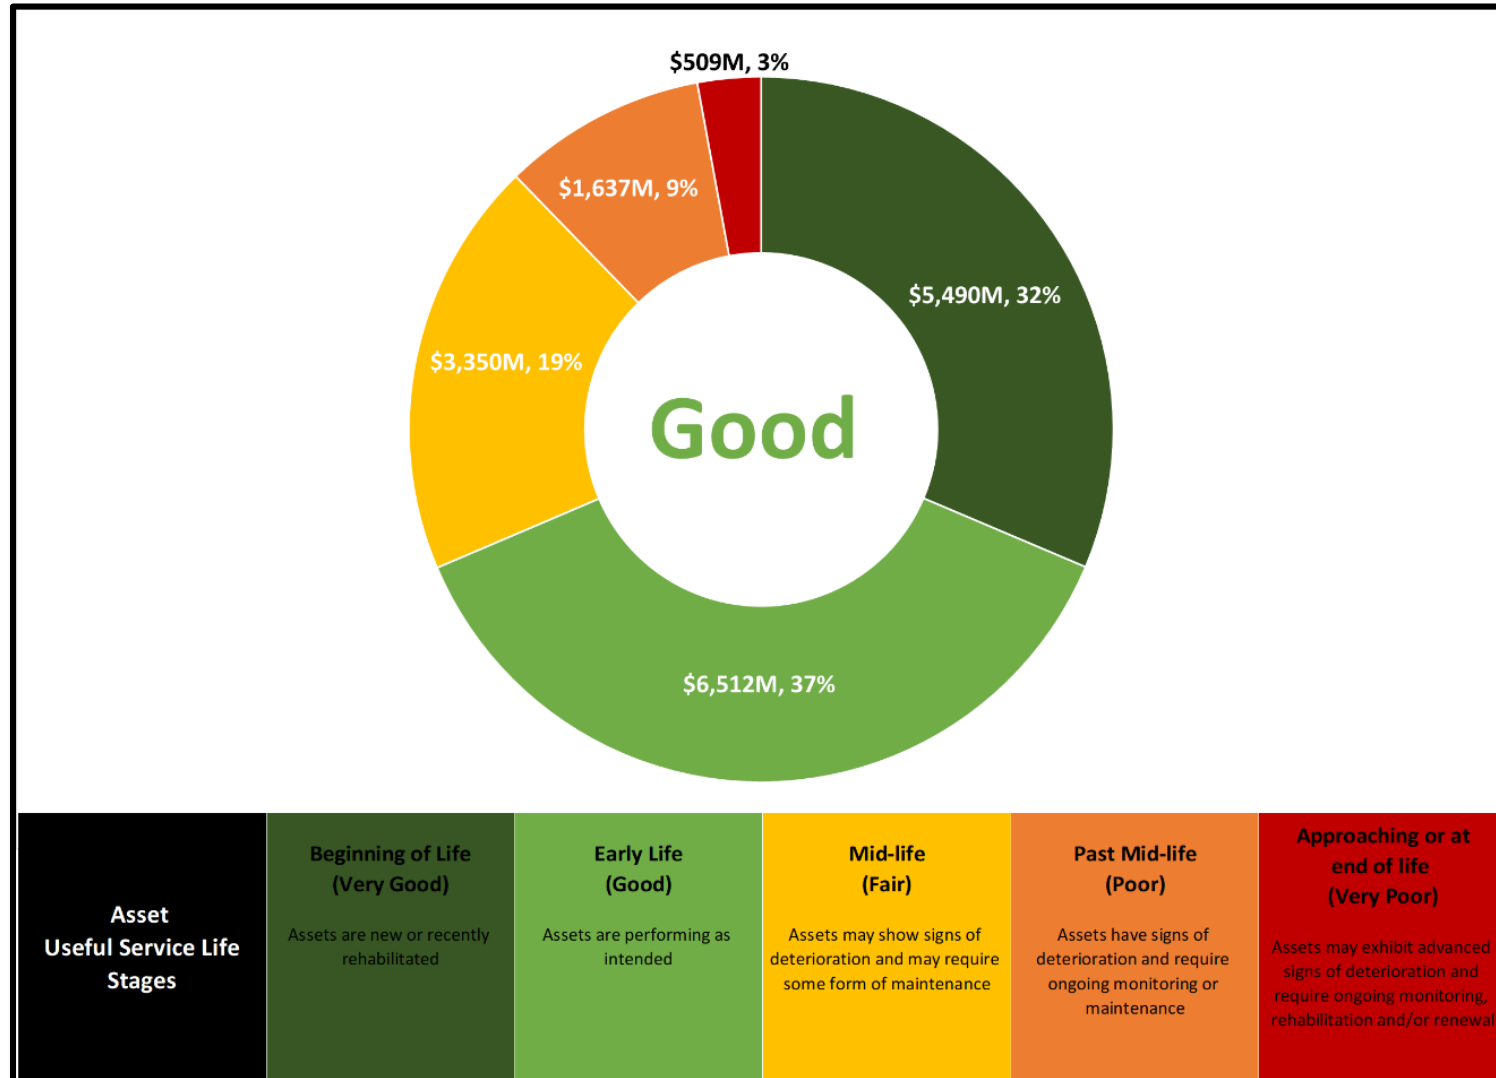 $509M, 3%
$1,637M, 9%
$5,490M, 32%
$3,350M, 19%
Good
$6,512M, 37%
Asset
Useful Service Life
Stages
Beginning of Life
(Very Good)
Assets are new or recently
rehabilitated
Early Life
(Good)
Assets are performing as
intended
Mid-life
(Fair)
Assets may show signs of
deterioration and may require
some form of maintenance
Past Mid-life
(Poor)
Assets have signs of
deterioration and require
ongoing monitoring or
maintenance
Approaching or at
end of life
(Very Poor)
Assets may exhibit advanced
signs of deterioration and
require ongoing monitoring,
rehabilitation and/or renewal